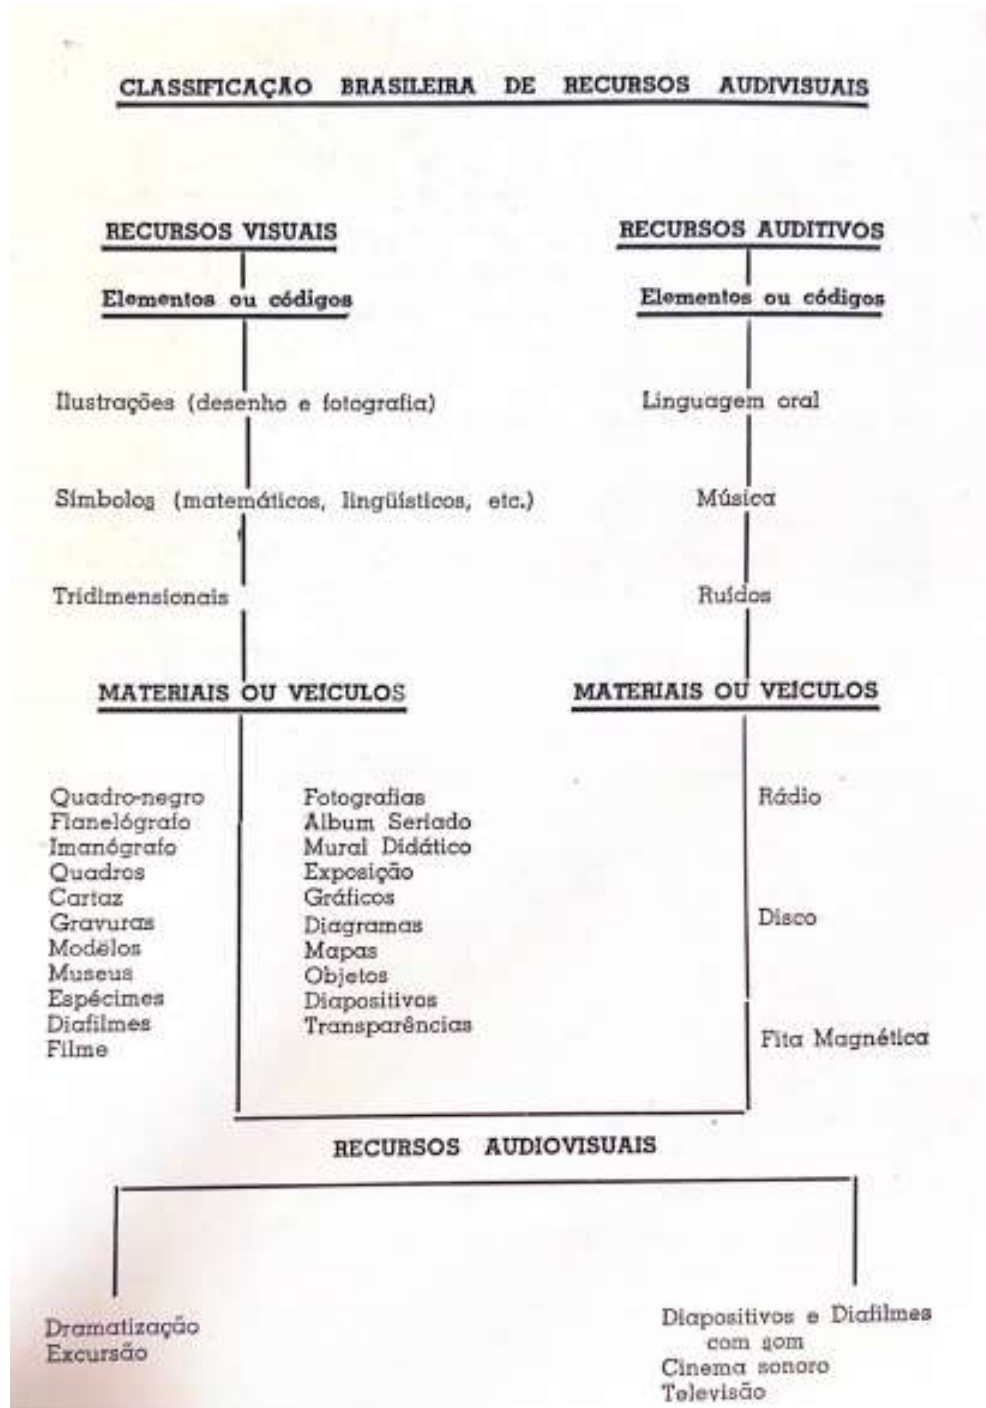 CLASSIFICAÇÃO BRASILEIRA DE RECURSOS AUDIVISUAIS
RECURSOS VISUAIS
Elementos ou códigos
Ilustrações (desenho e fotografia)
Símbolos (matemáticos, lingüísticos, etc.)
Tridimensionais
MATERIAIS OU VEÍCULOS
Quadro-negro
Flanelógrafo
Imanógrafo
Quadros
Cartaz
Gravuras
Modêlos
Museus
Espécimes
Diafilmes
Filme
Fotografias
Album Seriado
Mural Didático
Exposição
Gráficos
Diagramas
Mapas
Objetos
Diapositivos
Transparências
RECURSOS AUDITIVOS
Elementos ou códigos
Linguagem oral
Música
Ruídos
MATERIAIS OU VEÍCULOS
Rádio
Disco
Fita Magnética
RECURSOS AUDIOVISUAIS
Dramatização
Excursão
Diapositivos e Diafilmes
com som
Cinema sonoro
Televisão